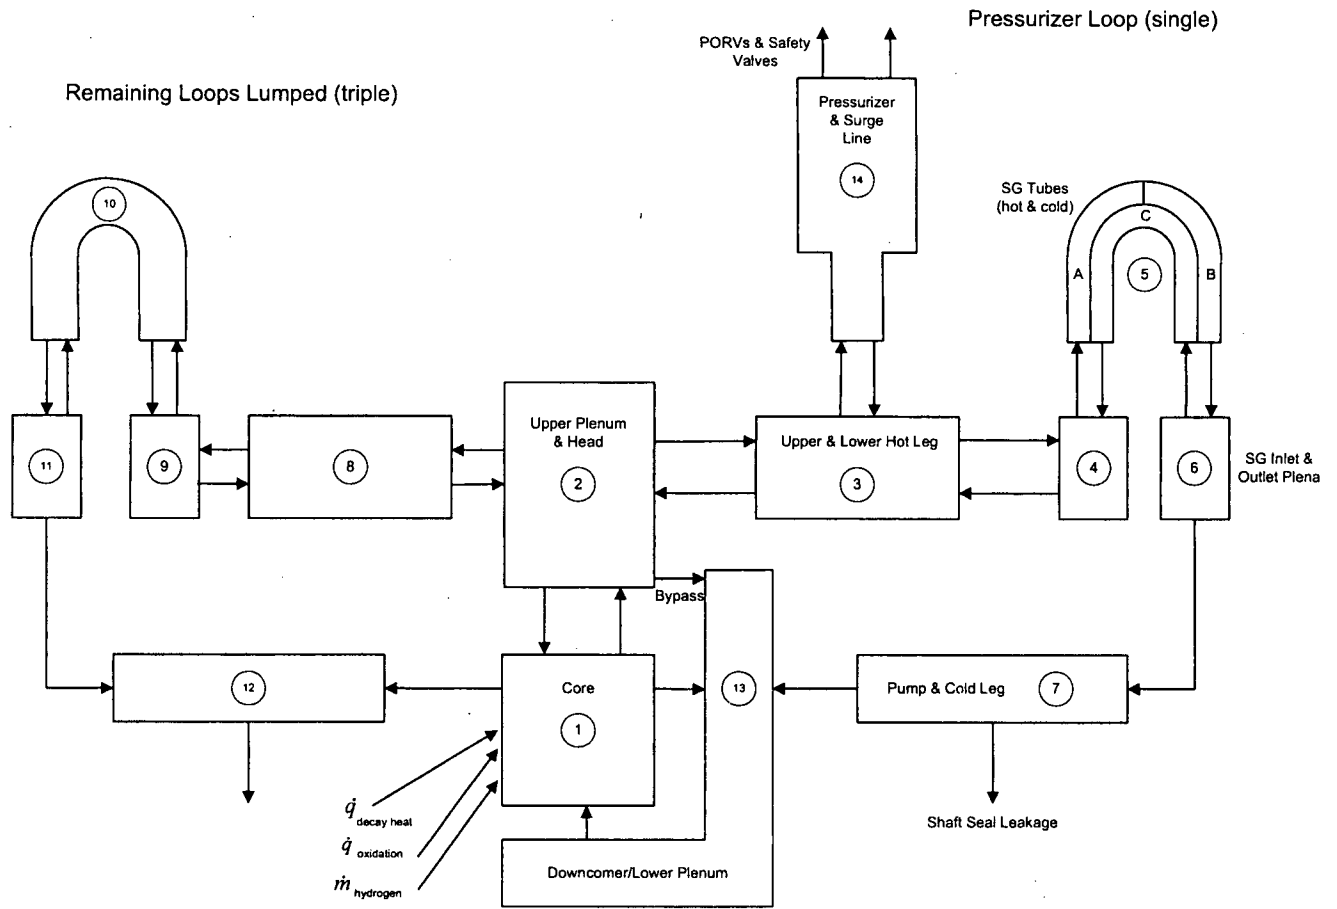 Pressurizer Loop (single)
PORVs & Safety
Valves
Remaining Loops Lumped (triple)
Pressurizer
& Surge
Line
14
SG Tubes
(hot & cold)
10
C
A
5
B
Upper Plenum
& Head
2
Upper & Lower Hot Leg
3
11
9
8
4
6
SG Inlet &
Outlet Plena
Bypass
12
Core
1
13
Pump & Cold Leg
7
q̇ decay heat
q̇ oxidation
ṁ hydrogen
Shaft Seal Leakage
Downcomer/Lower Plenum